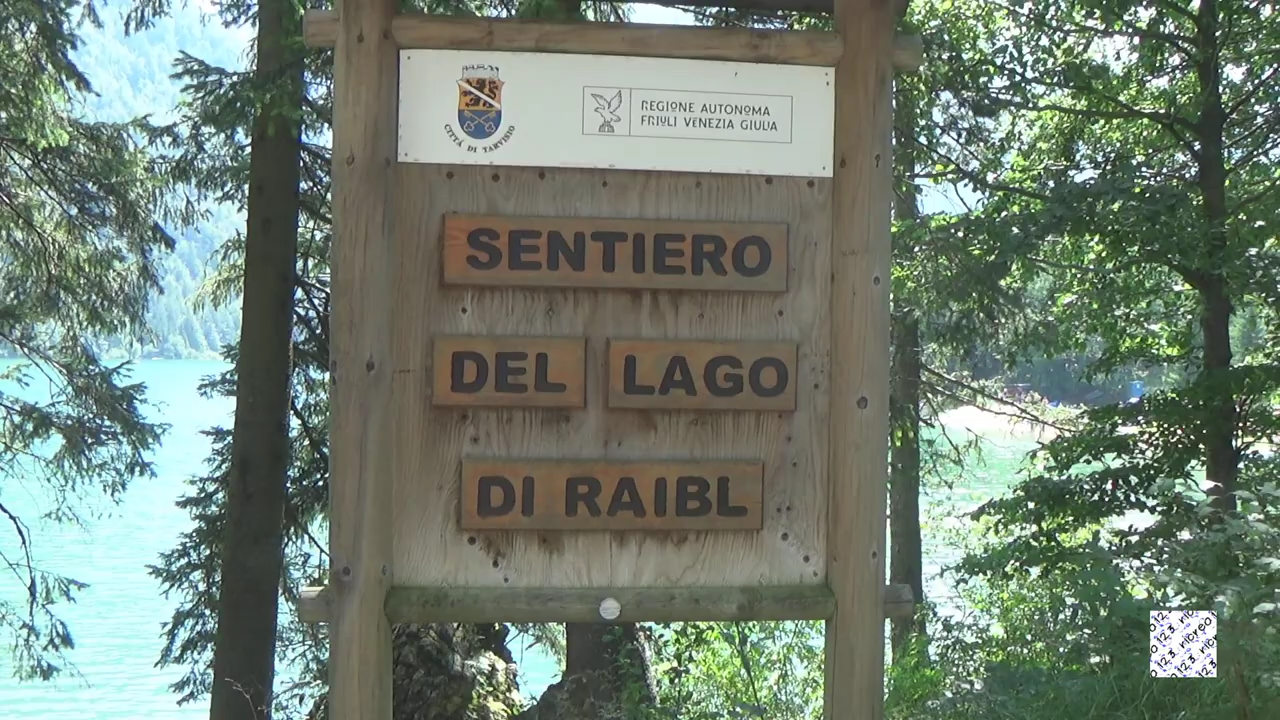 CITTÀ DI TARVISIO
REGIONE AUTONOMA
FRIULI VENEZIA GIULIA
SENTIERO
DEL LAGO
DI RAIBL